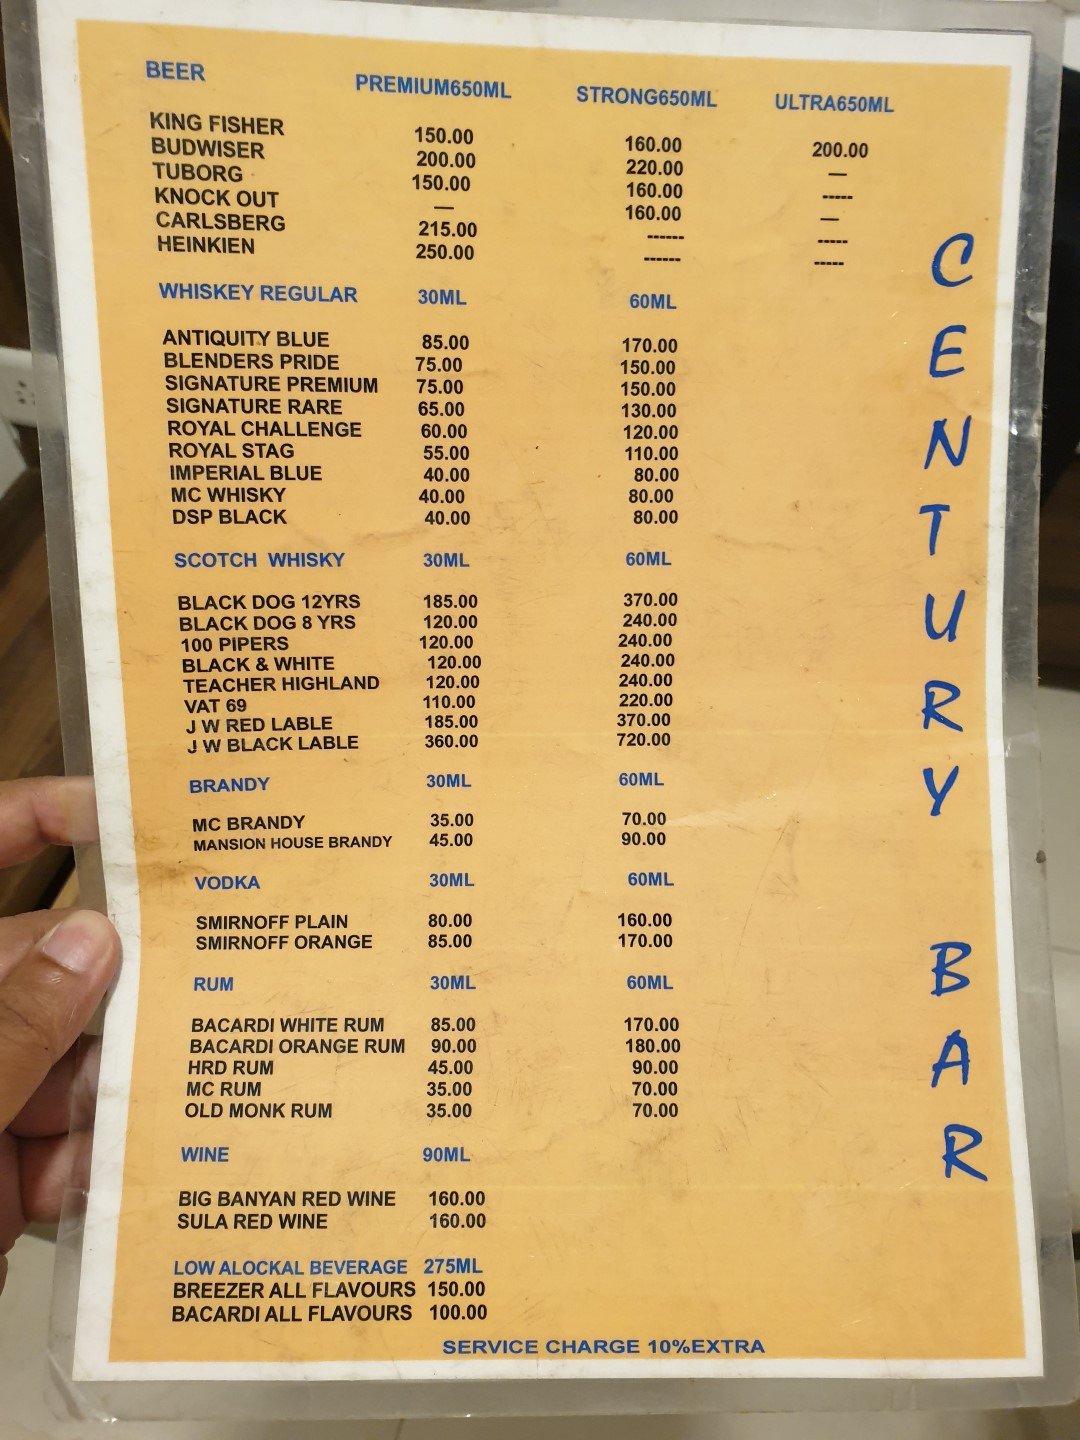 BEER PREMIUM650ML STRONG650ML ULTRA650ML
KING FISHER 150.00 160.00 200.00
BUDWISER 200.00 220.00 —
TUBORG 150.00 160.00 -----
KNOCK OUT — 160.00 —
CARLSBERG 215.00 ------ -----
HEINKIEN 250.00 ------ -----
WHISKEY REGULAR 30ML 60ML
ANTIQUITY BLUE 85.00 170.00
BLENDERS PRIDE 75.00 150.00
SIGNATURE PREMIUM 75.00 150.00
SIGNATURE RARE 65.00 130.00
ROYAL CHALLENGE 60.00 120.00
ROYAL STAG 55.00 110.00
IMPERIAL BLUE 40.00 80.00
MC WHISKY 40.00 80.00
DSP BLACK 40.00 80.00
SCOTCH WHISKY 30ML 60ML
BLACK DOG 12YRS 185.00 370.00
BLACK DOG 8 YRS 120.00 240.00
100 PIPERS 120.00 240.00
BLACK & WHITE 120.00 240.00
TEACHER HIGHLAND 120.00 240.00
VAT 69 110.00 220.00
J W RED LABLE 185.00 370.00
J W BLACK LABLE 360.00 720.00
BRANDY 30ML 60ML
MC BRANDY 35.00 70.00
MANSION HOUSE BRANDY 45.00 90.00
VODKA 30ML 60ML
SMIRNOFF PLAIN 80.00 160.00
SMIRNOFF ORANGE 85.00 170.00
RUM 30ML 60ML
BACARDI WHITE RUM 85.00 170.00
BACARDI ORANGE RUM 90.00 180.00
HRD RUM 45.00 90.00
MC RUM 35.00 70.00
OLD MONK RUM 35.00 70.00
WINE 90ML
BIG BANYAN RED WINE 160.00
SULA RED WINE 160.00
LOW ALOCKAL BEVERAGE 275ML
BREEZER ALL FLAVOURS 150.00
BACARDI ALL FLAVOURS 100.00
SERVICE CHARGE 10%EXTRA
CENTURY BAR